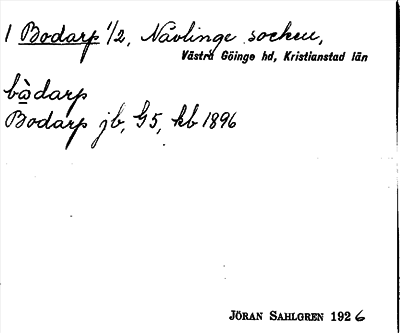 1 Bodarp 1/2, Nävlinge socken,
Västra Göinge hd, Kristianstad län
bòdarp
Bodarp jb, G5, kb 1896
JÖRAN SAHLGREN 1926